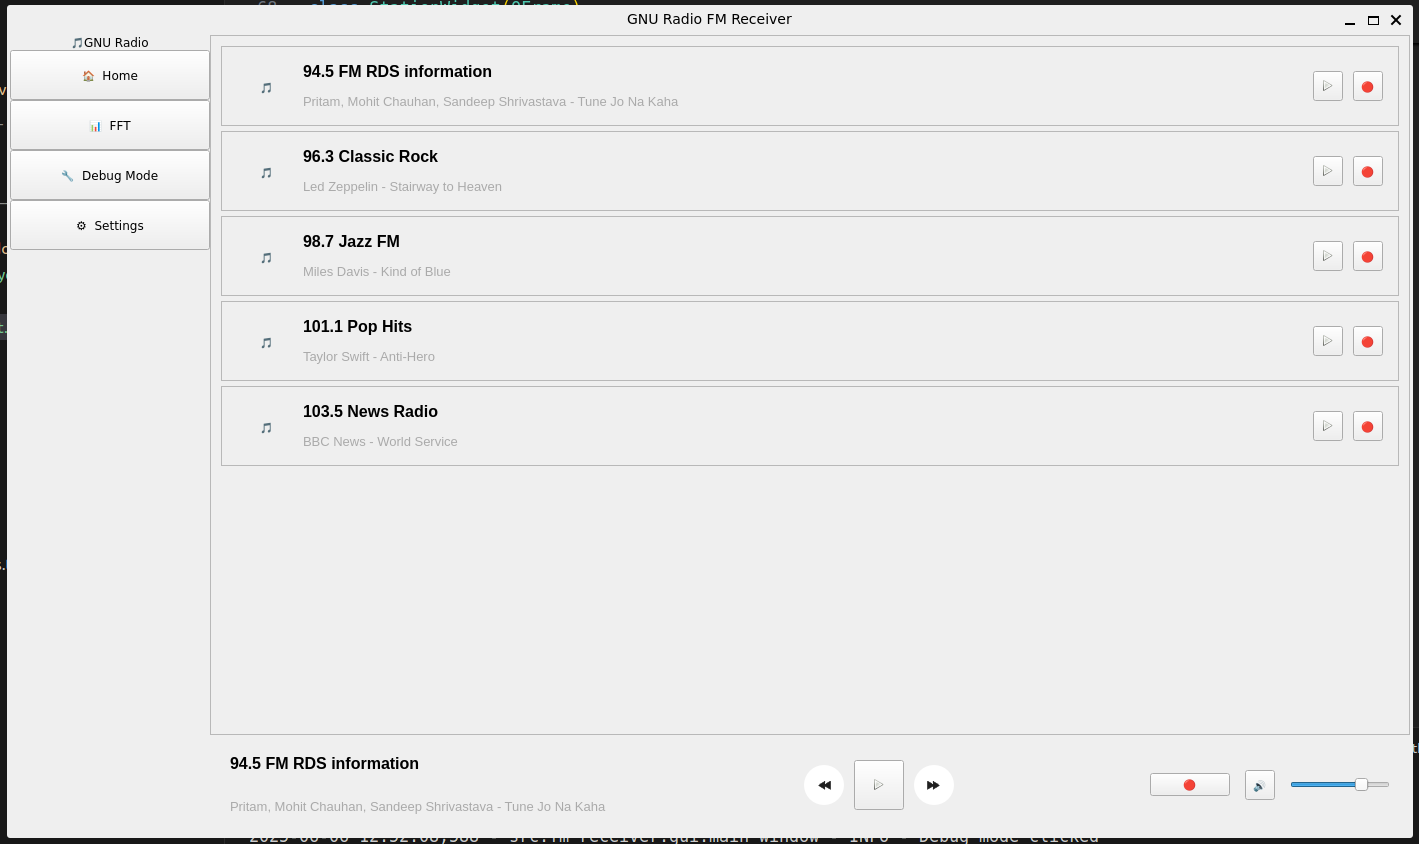 class StationWidget(QFrame)
GNU Radio FM Receiver
GNU Radio
Home
FFT
Debug Mode
Settings
94.5 FM RDS information
Pritam, Mohit Chauhan, Sandeep Shrivastava - Tune Jo Na Kaha
96.3 Classic Rock
Led Zeppelin - Stairway to Heaven
98.7 Jazz FM
Miles Davis - Kind of Blue
101.1 Pop Hits
Taylor Swift - Anti-Hero
103.5 News Radio
BBC News - World Service
94.5 FM RDS information
Pritam, Mohit Chauhan, Sandeep Shrivastava - Tune Jo Na Kaha